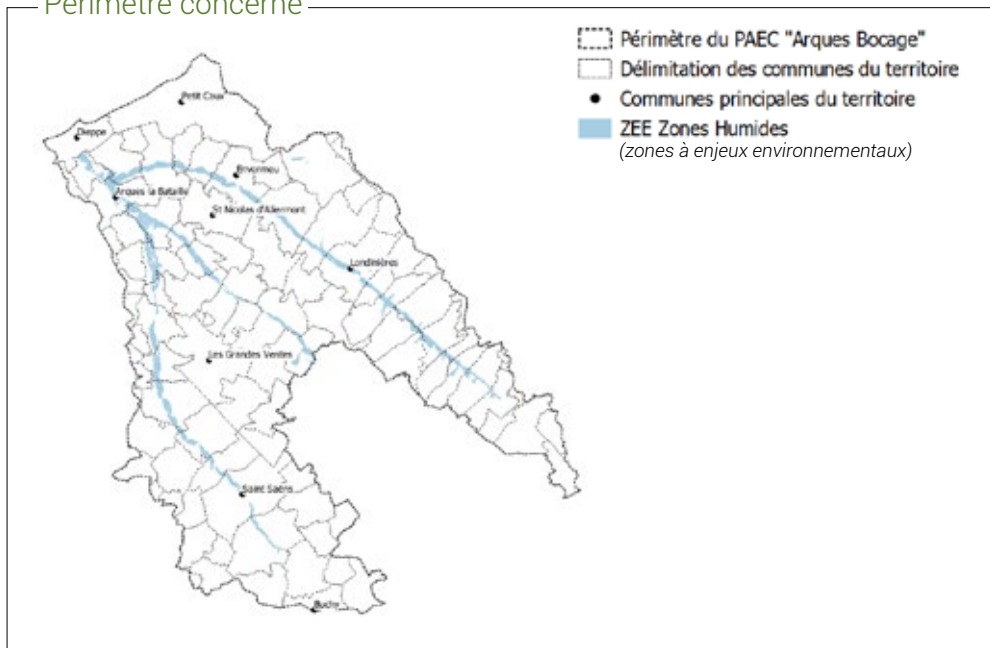 Périmètre concerné
Périmètre du PAEC "Arques Bocage"
Délimitation des communes du territoire
Communes principales du territoire
ZEE Zones Humides
(zones à enjeux environnementaux)
Petit Caux
Dieppe
Envermeu
Arques la Bataille
St Nicolas d'Aliermont
Londinières
Les Grandes Ventes
Saint Saëns
Buchy